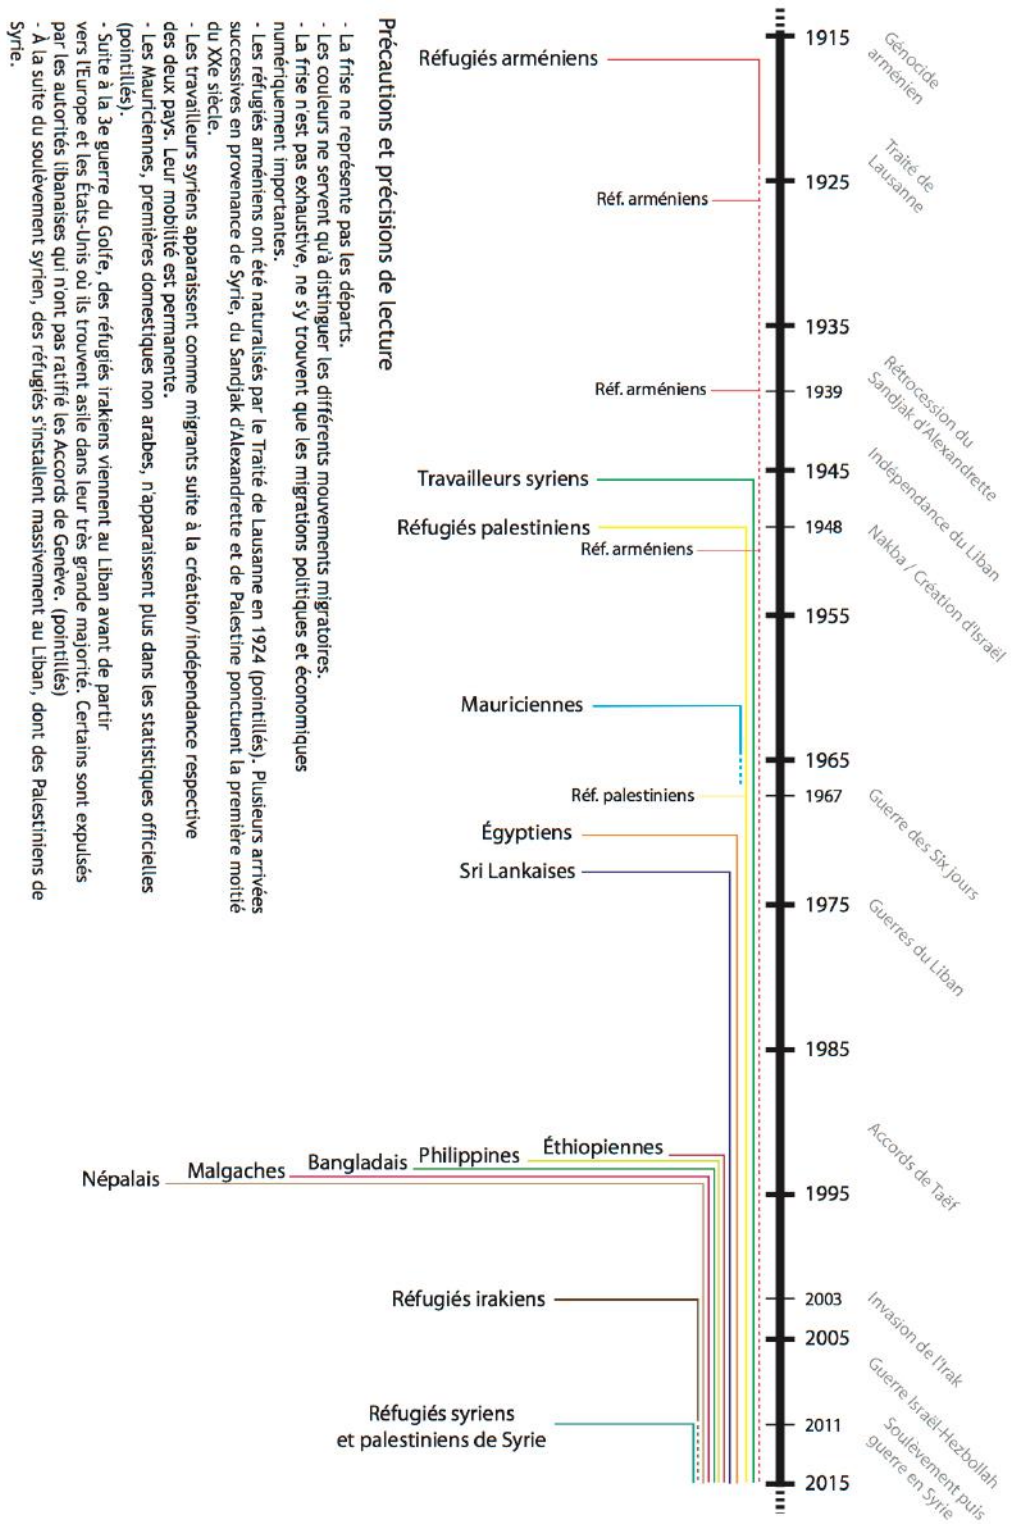 1915
Génocide
arménien
Réfugiés arméniens
Traité de
Lausanne
1925
Réf. arméniens
1935
Rétrocession du
Sandjak d'Alexandrette
Réf. arméniens
1939
Indépendance du Liban
1945
Travailleurs syriens
Réfugiés palestiniens
1948
Nakba / Création d'Israël
Réf. arméniens
1955
Mauriciennes
1965
Réf. palestiniens
1967
Guerre des Six jours
Égyptiens
Sri Lankaises
1975
Guerres du Liban
1985
Accords de Taëf
Éthiopiennes
Philippines
Bangladais
Malgaches
Népalais
1995
Réfugiés irakiens
2003
Invasion de l'Irak
2005
Guerre Israël-Hezbollah
Réfugiés syriens
et palestiniens de Syrie
2011
Soulèvement puis
guerre en Syrie
2015
Précautions et précisions de lecture
- La frise ne représente pas les départs.
- Les couleurs ne servent qu'à distinguer les différents mouvements migratoires.
- La frise n'est pas exhaustive, ne s'y trouvent que les migrations politiques et économiques
numériquement importantes.
- Les réfugiés arméniens ont été naturalisés par le Traité de Lausanne en 1924 (pointillés). Plusieurs arrivées
successives en provenance de Syrie, du Sandjak d'Alexandrette et de Palestine ponctuent la première moitié
du XXe siècle.
- Les travailleurs syriens apparaissent comme migrants suite à la création/indépendance respective
des deux pays. Leur mobilité est permanente.
- Les Mauriciennes, premières domestiques non arabes, n'apparaissent plus dans les statistiques officielles
(pointillés).
- Suite à la 3e guerre du Golfe, des réfugiés irakiens viennent au Liban avant de partir
vers l'Europe et les États-Unis où ils trouvent asile dans leur très grande majorité. Certains sont expulsés
par les autorités libanaises qui n'ont pas ratifié les Accords de Genève. (pointillés)
- À la suite du soulèvement syrien, des réfugiés s'installent massivement au Liban, dont des Palestiniens de
Syrie.